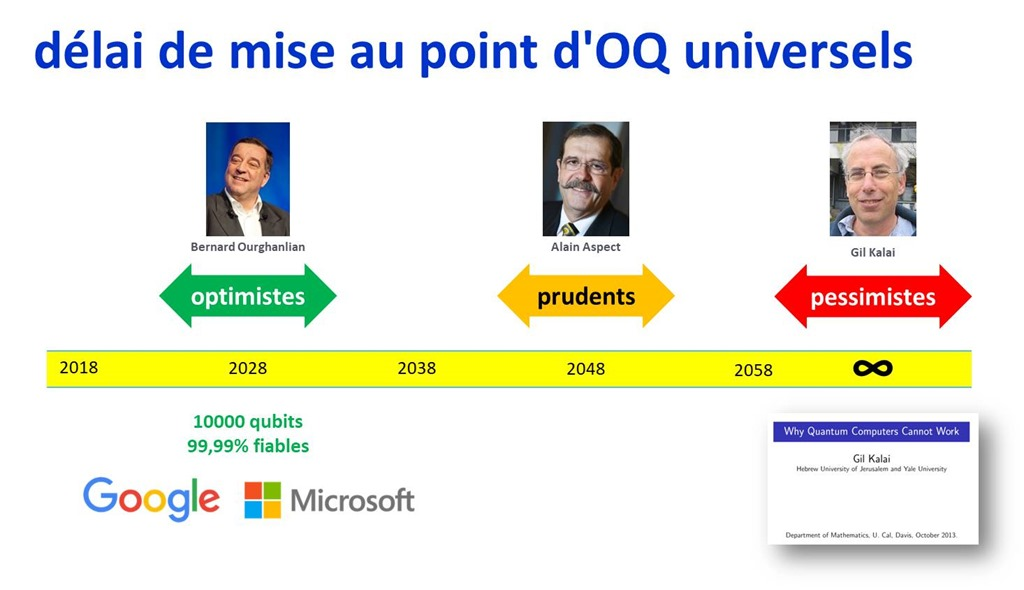 délai de mise au point d'OQ universels
Bernard Ourghanlian
Alain Aspect
Gil Kalai
optimistes
prudents
pessimistes
2018
2028
2038
2048
2058
∞
10000 qubits
99,99% fiables
Google
Microsoft
Why Quantum Computers Cannot Work
Gil Kalai
Hebrew University of Jerusalem and Yale University
Department of Mathematics, U. Cal, Davis, October 2013.